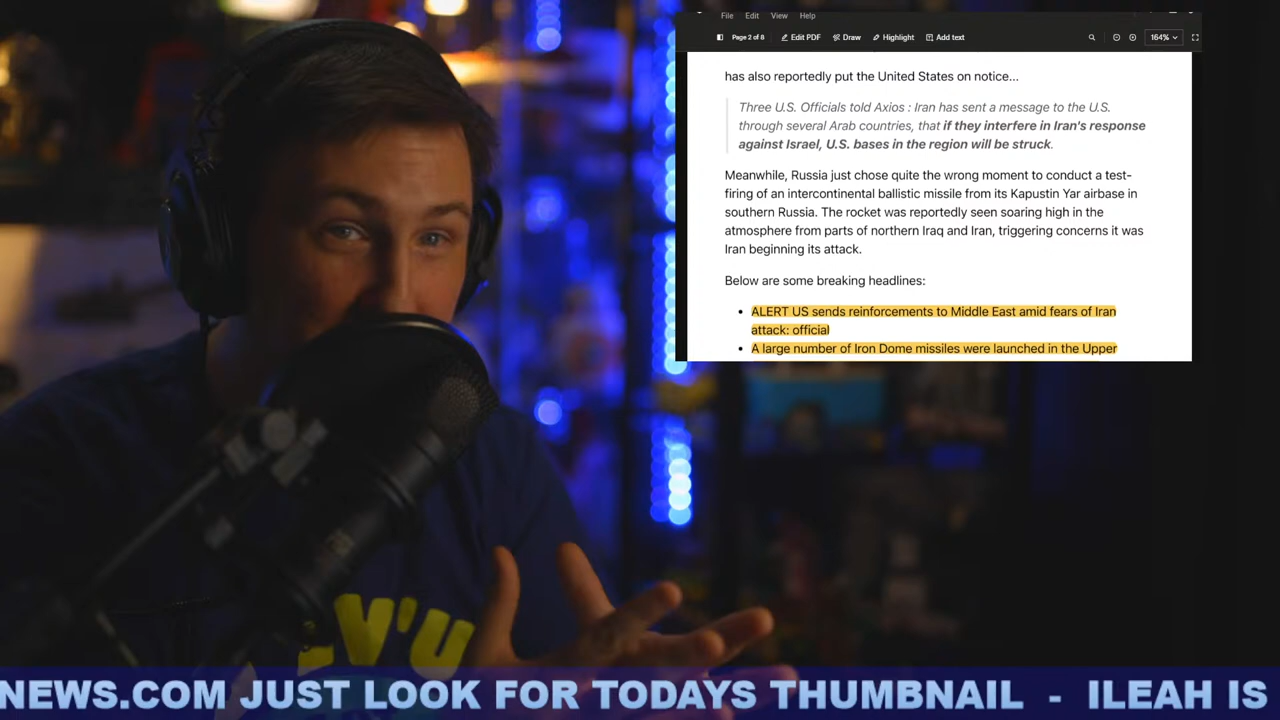 File Edit View Help
Page 2 of 8 Edit PDF Draw Highlight Add text 164%
has also reportedly put the United States on notice...
Three U.S. Officials told Axios : Iran has sent a message to the U.S.
through several Arab countries, that if they interfere in Iran's response
against Israel, U.S. bases in the region will be struck.
Meanwhile, Russia just chose quite the wrong moment to conduct a test-
firing of an intercontinental ballistic missile from its Kapustin Yar airbase in
southern Russia. The rocket was reportedly seen soaring high in the
atmosphere from parts of northern Iraq and Iran, triggering concerns it was
Iran beginning its attack.
Below are some breaking headlines:
• ALERT US sends reinforcements to Middle East amid fears of Iran
attack: official
• A large number of Iron Dome missiles were launched in the Upper
NEWS.COM JUST LOOK FOR TODAYS THUMBNAIL - ILEAH IS